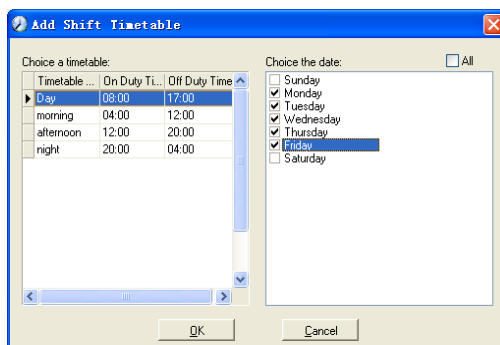 Add Shift Timetable
Choice a timetable:
Timetable ... On Duty Ti... Off Duty Time
Day 08:00 17:00
morning 04:00 12:00
afternoon 12:00 20:00
night 20:00 04:00
Choice the date: All
Sunday
Monday
Tuesday
Wednesday
Thursday
Friday
Saturday
OK Cancel